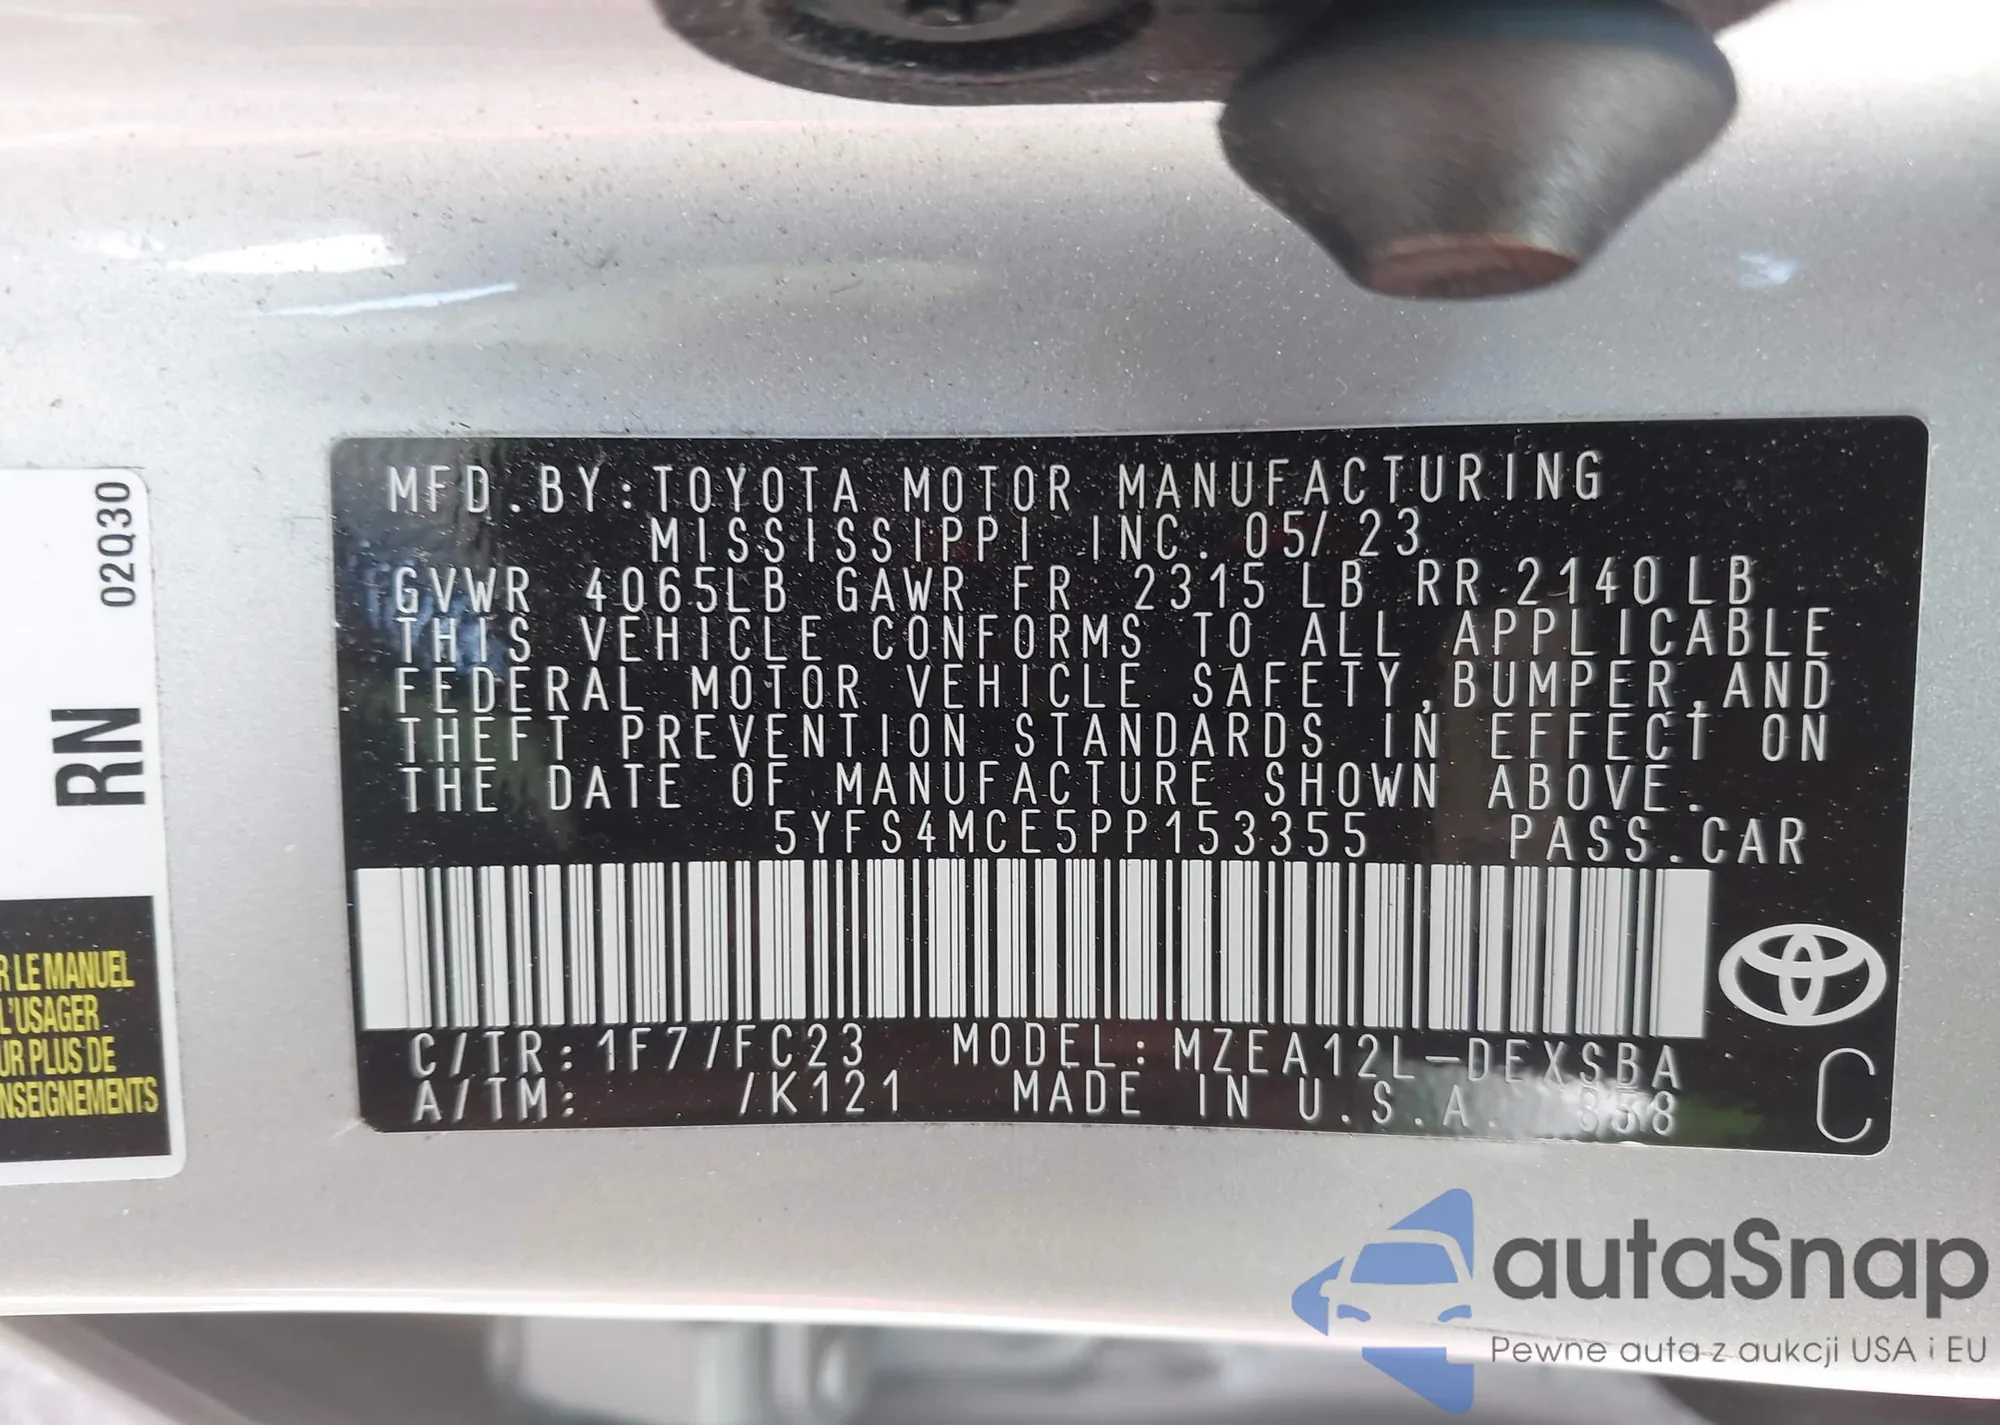 MFD.BY:TOYOTA MOTOR MANUFACTURING
MISSISSIPPI INC. 05/23
GVWR 4065LB GAWR FR 2315 LB RR 2140 LB
THIS VEHICLE CONFORMS TO ALL APPLICABLE
FEDERAL MOTOR VEHICLE SAFETY,BUMPER,AND
THEFT PREVENTION STANDARDS IN EFFECT ON
THE DATE OF MANUFACTURE SHOWN ABOVE.
5YFS4MCE5PP153355 PASS.CAR
C/TR:1F7/FC23 MODEL:MZEA12L-DEXSBA
A/TM: /K121 MADE IN U.S.A. 358
C
02Q30
RN
R LE MANUEL
L'USAGER
UR PLUS DE
NSEIGNEMENTS
autaSnap
Pewne auta z aukcji USA i EU